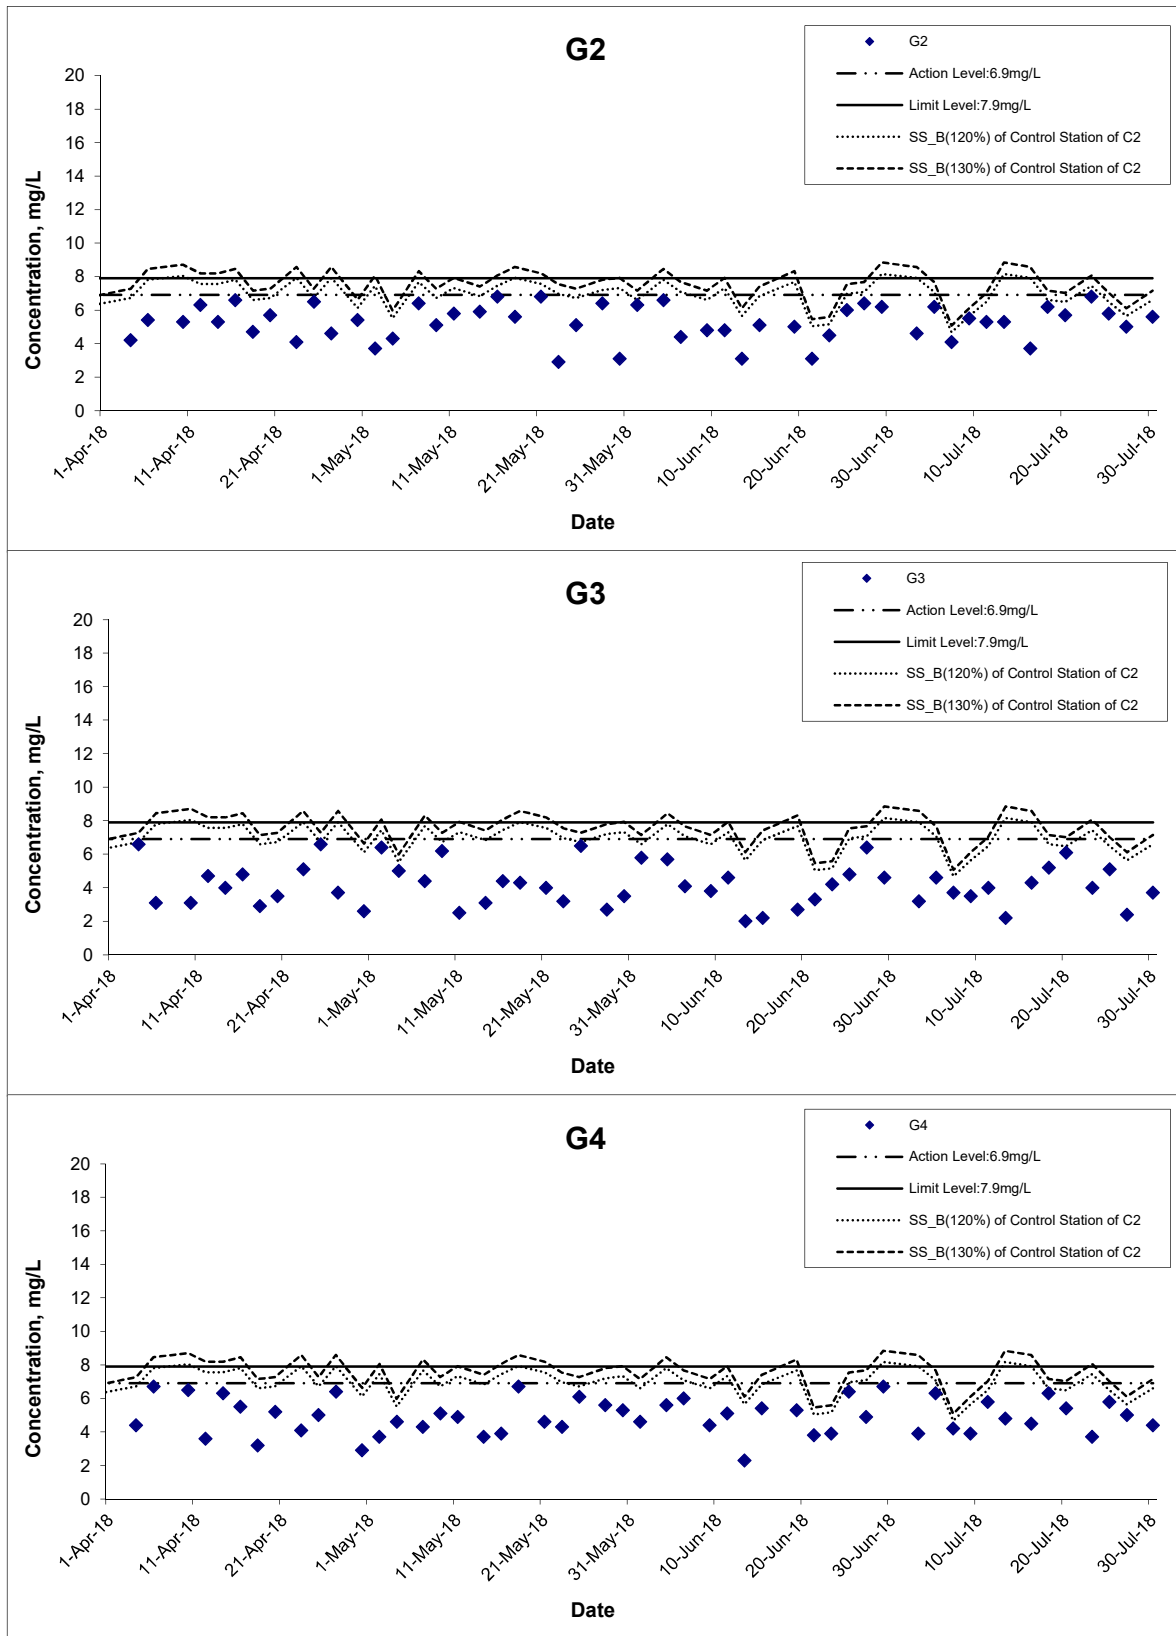 G2
G2
Action Level:6.9mg/L
Limit Level:7.9mg/L
SS_B(120%) of Control Station of C2
SS_B(130%) of Control Station of C2
Concentration, mg/L
20
18
16
14
12
10
8
6
4
2
0
1-Apr-18
11-Apr-18
21-Apr-18
1-May-18
11-May-18
21-May-18
31-May-18
10-Jun-18
20-Jun-18
30-Jun-18
10-Jul-18
20-Jul-18
30-Jul-18
Date
G3
G3
Action Level:6.9mg/L
Limit Level:7.9mg/L
SS_B(120%) of Control Station of C2
SS_B(130%) of Control Station of C2
Concentration, mg/L
20
18
16
14
12
10
8
6
4
2
0
1-Apr-18
11-Apr-18
21-Apr-18
1-May-18
11-May-18
21-May-18
31-May-18
10-Jun-18
20-Jun-18
30-Jun-18
10-Jul-18
20-Jul-18
30-Jul-18
Date
G4
G4
Action Level:6.9mg/L
Limit Level:7.9mg/L
SS_B(120%) of Control Station of C2
SS_B(130%) of Control Station of C2
Concentration, mg/L
20
18
16
14
12
10
8
6
4
2
0
1-Apr-18
11-Apr-18
21-Apr-18
1-May-18
11-May-18
21-May-18
31-May-18
10-Jun-18
20-Jun-18
30-Jun-18
10-Jul-18
20-Jul-18
30-Jul-18
Date